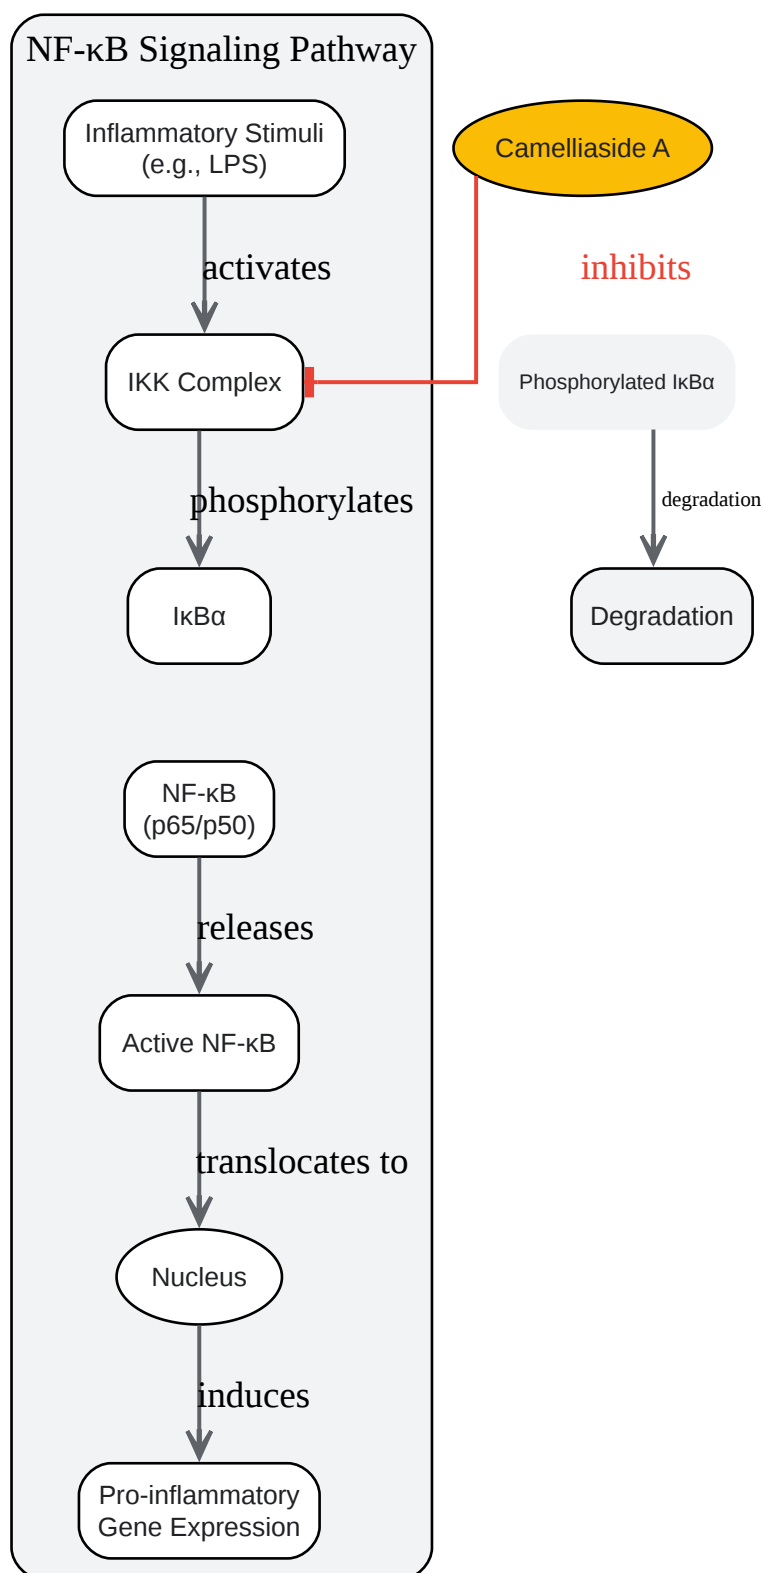 NF-κB Signaling Pathway
Inflammatory Stimuli
(e.g., LPS)
Camelliaside A
activates
inhibits
IKK Complex
Phosphorylated IκBα
phosphorylates
degradation
IκBα
Degradation
NF-κB
(p65/p50)
releases
Active NF-κB
translocates to
Nucleus
induces
Pro-inflammatory
Gene Expression